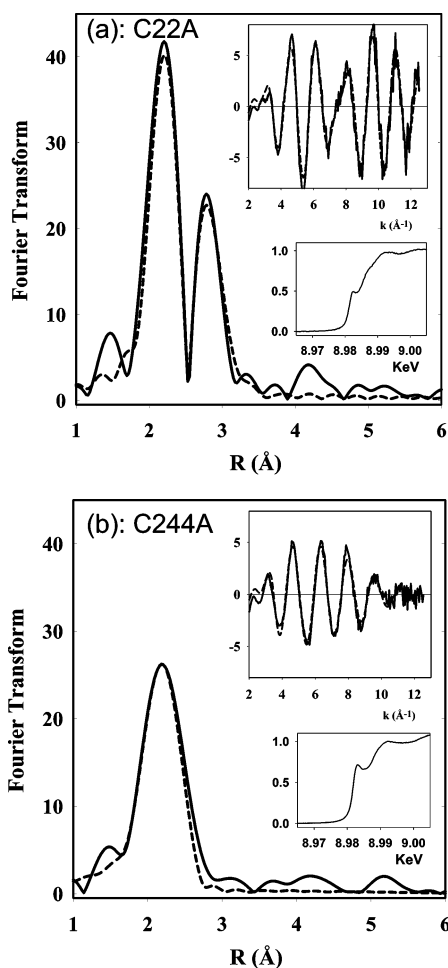 (a): C22A
Fourier Transform
40
30
20
10
0
1 2 3 4 5 6
R (Å)
5
0
-5
2 4 6 8 10 12
k (Å-1)
1.0
0.5
0.0
8.97 8.98 8.99 9.00
KeV
(b): C244A
Fourier Transform
40
30
20
10
0
1 2 3 4 5 6
R (Å)
5
0
-5
2 4 6 8 10 12
k (Å-1)
1.0
0.5
0.0
8.97 8.98 8.99 9.00
KeV